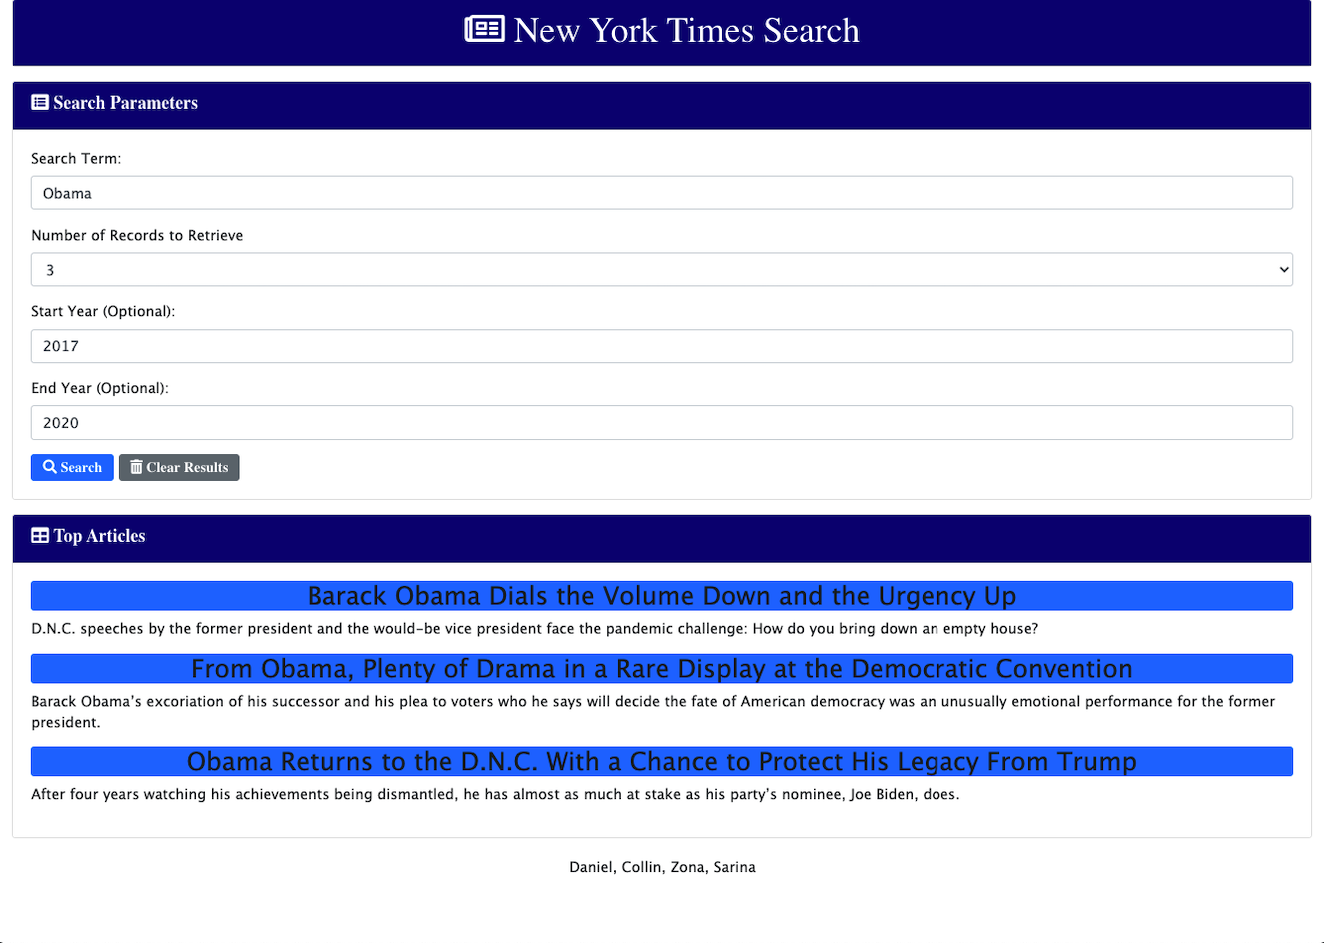 New York Times Search
Search Parameters
Search Term:
Obama
Number of Records to Retrieve
3
Start Year (Optional):
2017
End Year (Optional):
2020
Search Clear Results
Top Articles
Barack Obama Dials the Volume Down and the Urgency Up
D.N.C. speeches by the former president and the would-be vice president face the pandemic challenge: How do you bring down an empty house?
From Obama, Plenty of Drama in a Rare Display at the Democratic Convention
Barack Obama’s excoriation of his successor and his plea to voters who he says will decide the fate of American democracy was an unusually emotional performance for the former
president.
Obama Returns to the D.N.C. With a Chance to Protect His Legacy From Trump
After four years watching his achievements being dismantled, he has almost as much at stake as his party’s nominee, Joe Biden, does.
Daniel, Collin, Zona, Sarina